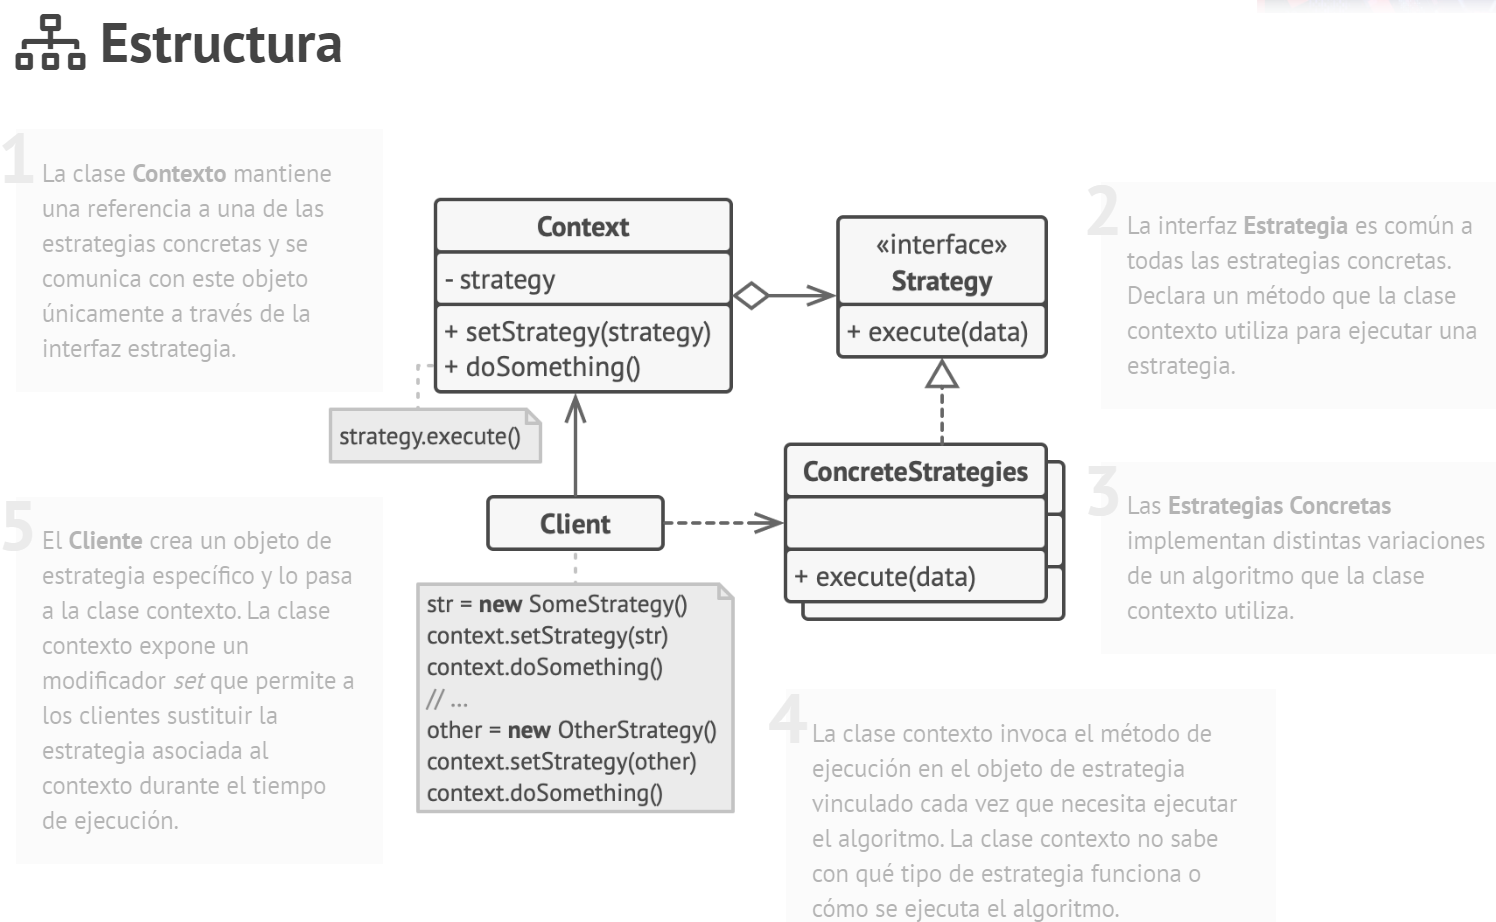 Estructura
1
La clase Contexto mantiene
una referencia a una de las
estrategias concretas y se
comunica con este objeto
únicamente a través de la
interfaz estrategia.
Context
- strategy
+ setStrategy(strategy)
+ doSomething()
strategy.execute()
«interface»
Strategy
+ execute(data)
2
La interfaz Estrategia es común a
todas las estrategias concretas.
Declara un método que la clase
contexto utiliza para ejecutar una
estrategia.
ConcreteStrategies
+ execute(data)
3
Las Estrategias Concretas
implementan distintas variaciones
de un algoritmo que la clase
contexto utiliza.
Client
str = new SomeStrategy()
context.setStrategy(str)
context.doSomething()
// ...
other = new OtherStrategy()
context.setStrategy(other)
context.doSomething()
4
La clase contexto invoca el método de
ejecución en el objeto de estrategia
vinculado cada vez que necesita ejecutar
el algoritmo. La clase contexto no sabe
con qué tipo de estrategia funciona o
cómo se ejecuta el algoritmo.
5
El Cliente crea un objeto de
estrategia específico y lo pasa
a la clase contexto. La clase
contexto expone un
modificador set que permite a
los clientes sustituir la
estrategia asociada al
contexto durante el tiempo
de ejecución.